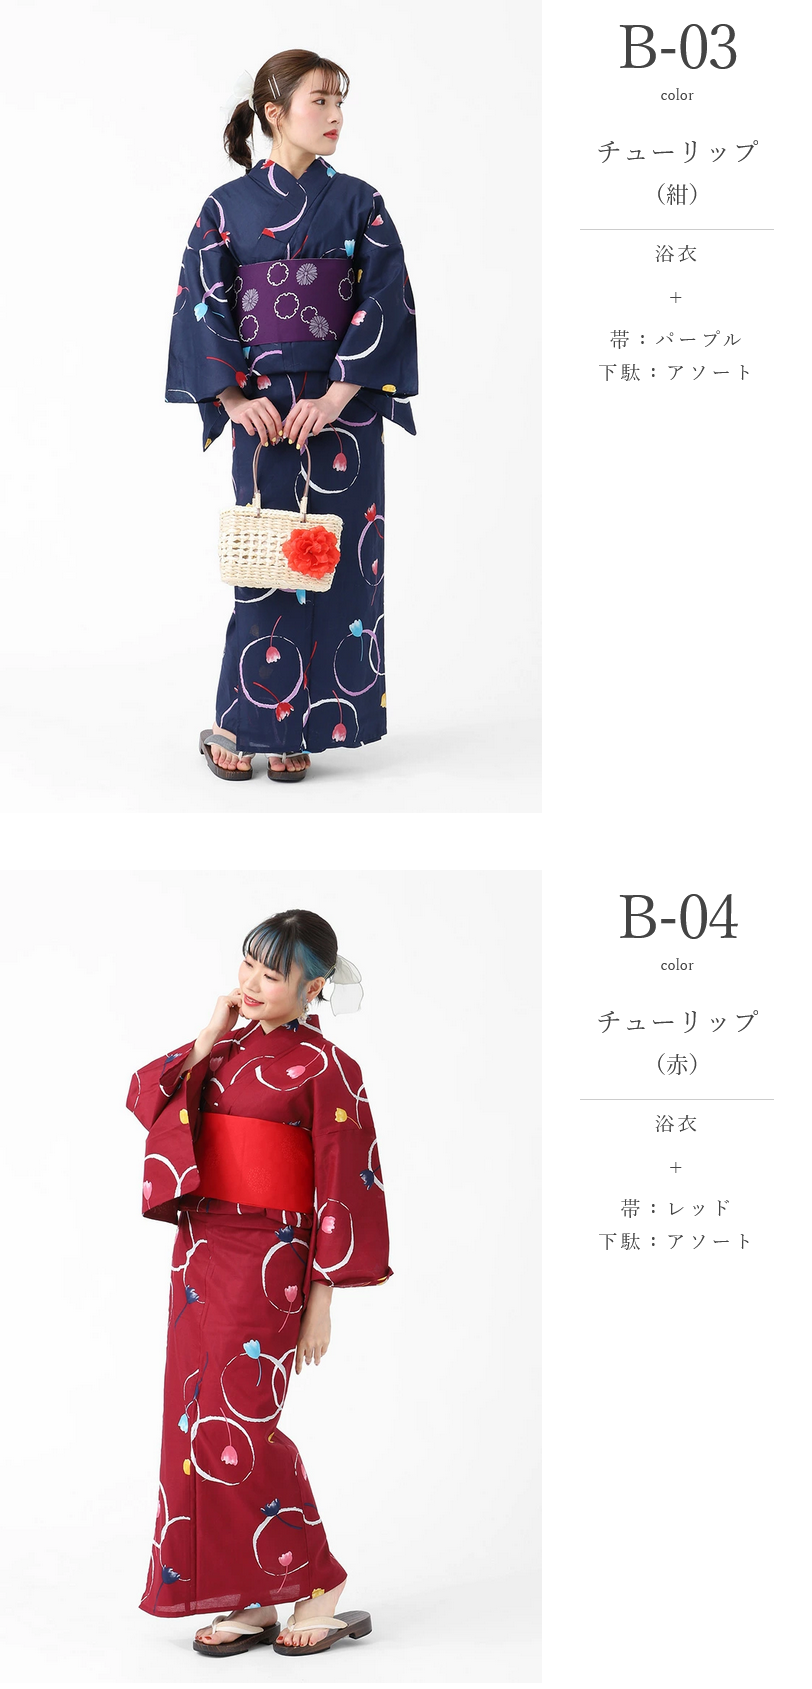 B-03
color
チューリップ
（紺）
浴衣
+
帯：パープル
下駄：アソート
B-04
color
チューリップ
（赤）
浴衣
+
帯：レッド
下駄：アソート